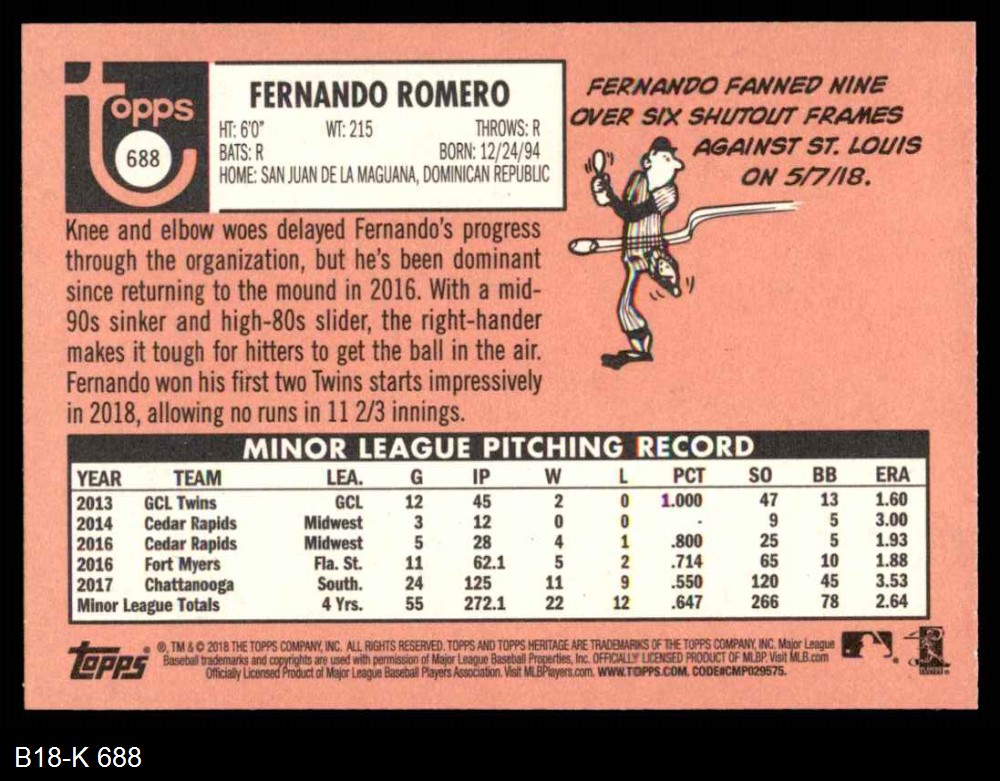 topps
688
FERNANDO ROMERO
HT: 6'0" WT: 215 THROWS: R
BATS: R BORN: 12/24/94
HOME: SAN JUAN DE LA MAGUANA, DOMINICAN REPUBLIC
FERNANDO FANNED NINE
OVER SIX SHUTOUT FRAMES
AGAINST ST. LOUIS
ON 5/7/18.
Knee and elbow woes delayed Fernando's progress
through the organization, but he's been dominant
since returning to the mound in 2016. With a mid-
90s sinker and high-80s slider, the right-hander
makes it tough for hitters to get the ball in the air.
Fernando won his first two Twins starts impressively
in 2018, allowing no runs in 11 2/3 innings.
MINOR LEAGUE PITCHING RECORD
YEAR TEAM LEA. G IP W L PCT SO BB ERA
2013 GCL Twins GCL 12 45 2 0 1.000 47 13 1.60
2014 Cedar Rapids Midwest 3 12 0 0 - 9 5 3.00
2016 Cedar Rapids Midwest 5 28 4 1 .800 25 5 1.93
2016 Fort Myers Fla. St. 11 62.1 5 2 .714 65 10 1.88
2017 Chattanooga South. 24 125 11 9 .550 120 45 3.53
Minor League Totals 4 Yrs. 55 272.1 22 12 .647 266 78 2.64
topps
®, TM & © 2018 THE TOPPS COMPANY, INC. ALL RIGHTS RESERVED. TOPPS AND TOPPS HERITAGE ARE TRADEMARKS OF THE TOPPS COMPANY, INC. Major League
Baseball trademarks and copyrights are used with permission of Major League Baseball Properties, Inc. OFFICIALLY LICENSED PRODUCT OF MLBP. Visit MLB.com
Officially Licensed Product of Major League Baseball Players Association. Visit MLBPlayers.com. WWW.TOPPS.COM. CODE#CMP029575.
B18-K 688